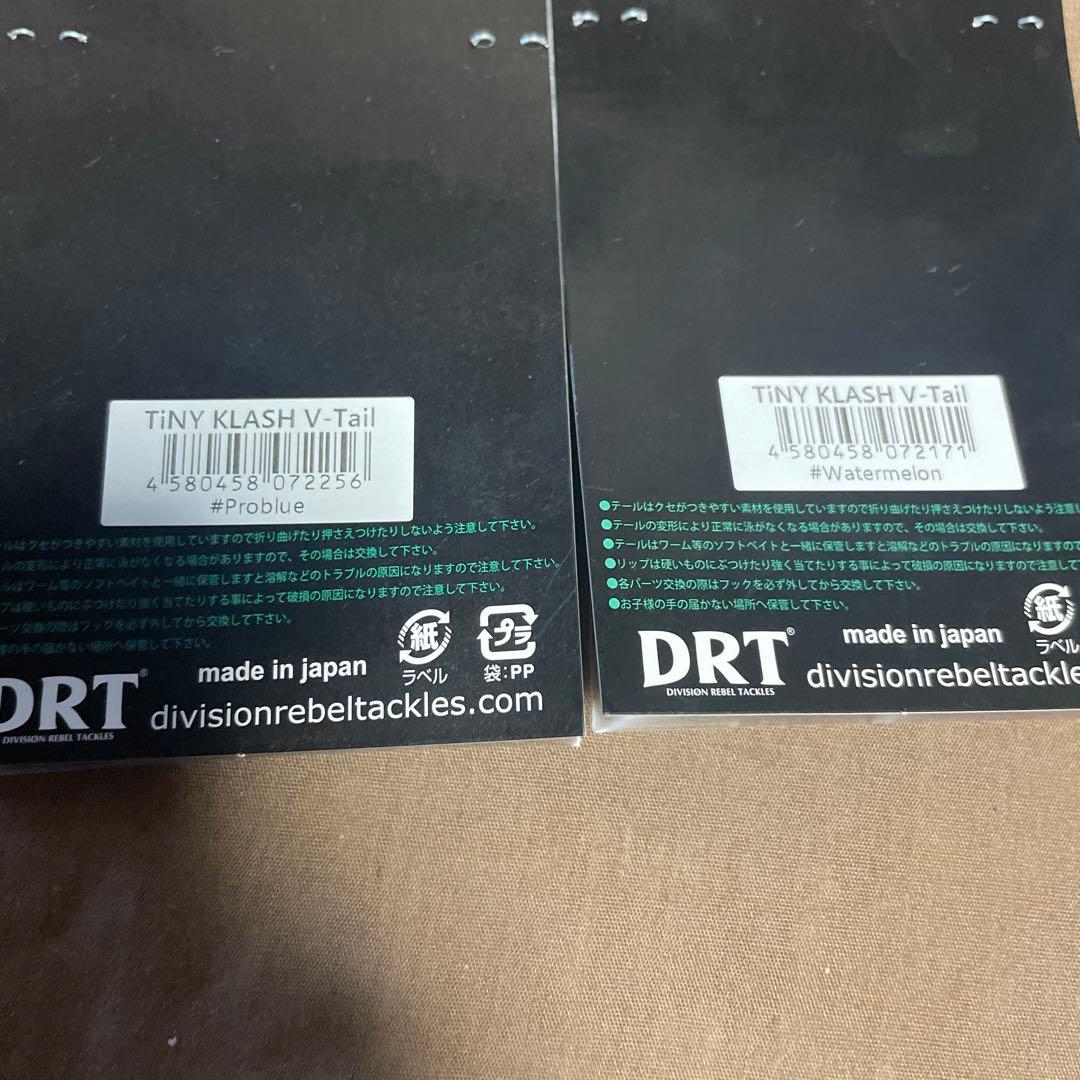 TiNY KLASH V-Tail
4 580458 072256
#Problue
ールはクセがつきやすい素材を使用していますので折り曲げたり押さえつけたりしないよう注意して下さい。
ルの変形により正常に泳がなくなる場合がありますので、その場合は交換して下さい。
はワーム等のソフトベイトと一緒に保管しますと溶解などのトラブルの原因になりますので注意して下さい。
プは硬いものにぶつけたり強く当てたりする事によって破損の原因になりますので注意して下さい。
ーツ交換の際はフックを必ず外してから交換して下さい。
様の手の届かない場所へ保管して下さい。
DRT®
DIVISION REBEL TACKLES
made in japan
紙
ラベル
プラ
袋:PP
divisionrebeltackles.com
TiNY KLASH V-Tail
4 580458 072171
#Watermelon
●テールはクセがつきやすい素材を使用していますので折り曲げたり押さえつけたりしないよう注意し
●テールの変形により正常に泳がなくなる場合がありますので、その場合は交換して下さい。
●テールはワーム等のソフトベイトと一緒に保管しますと溶解などのトラブルの原因になりますので
●リップは硬いものにぶつけたり強く当てたりする事によって破損の原因になりますので注意して下さ
●各パーツ交換の際はフックを必ず外してから交換して下さい。
●お子様の手の届かない場所へ保管して下さい。
DRT®
DIVISION REBEL TACKLES
made in japan
紙
ラベル
divisionrebeltackle